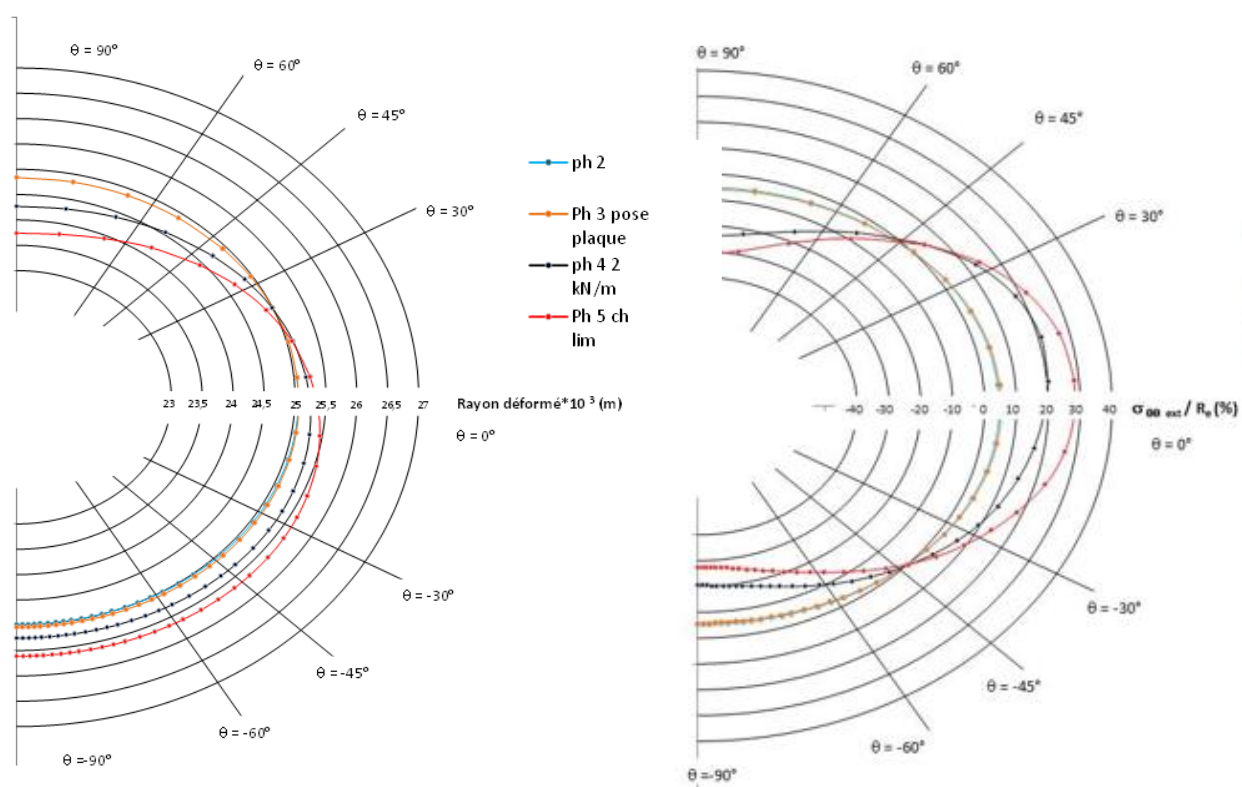 θ = 90°
θ = 60°
θ = 45°
θ = 30°
ph 2
Ph 3 pose
plaque
ph 4 2
kN/m
Ph 5 ch
lim
23 23,5 24 24,5 25 25,5 26 26,5 27 Rayon déformé*10 ³ (m)
θ = 0°
θ = -30°
θ = -45°
θ = -60°
θ =-90°
θ = 90°
θ = 60°
θ = 45°
θ = 30°
-40 -30 -20 -10 0 10 20 30 40 σθθ ext / Re (%)
θ = 0°
θ = -30°
θ = -45°
θ = -60°
θ =-90°